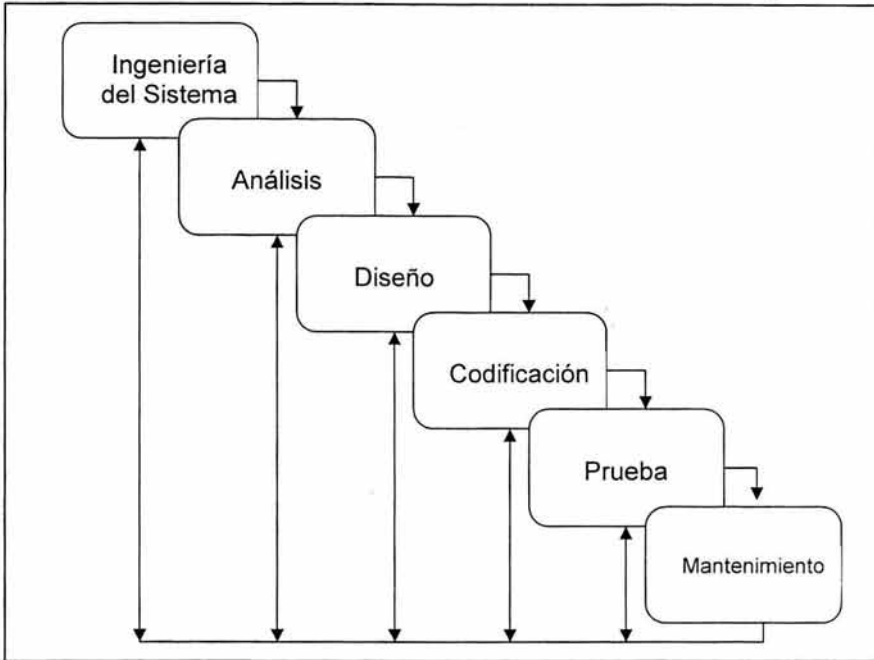 Ingeniería
del Sistema
Análisis
Diseño
Codificación
Prueba
Mantenimiento